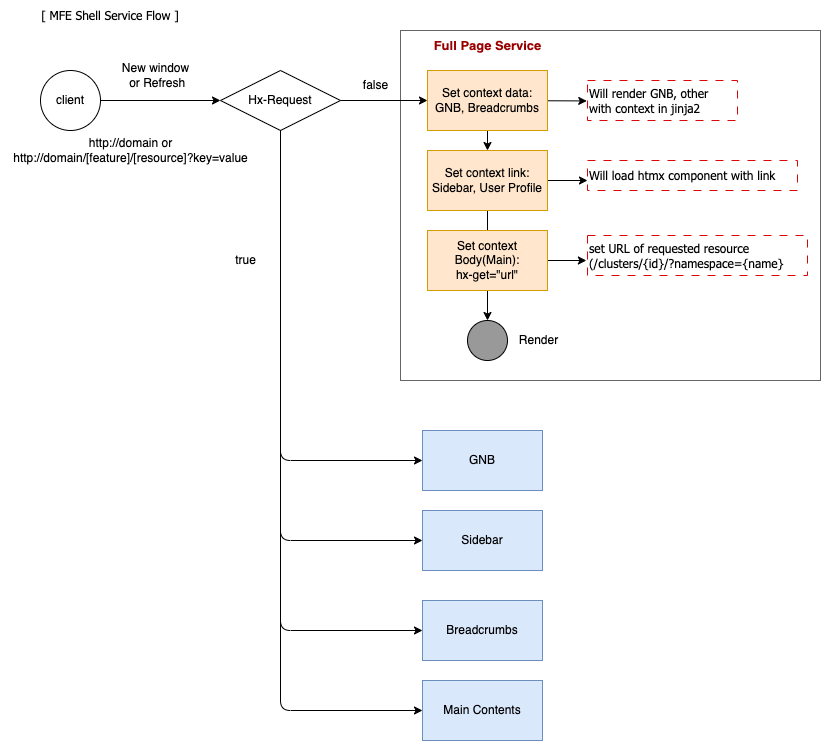 [ MFE Shell Service Flow ]
Full Page Service
New window
or Refresh
client
Hx-Request
false
Set context data:
GNB, Breadcrumbs
Will render GNB, other
with context in jinja2
http://domain or
http://domain/[feature]/[resource]?key=value
Set context link:
Sidebar, User Profile
Will load htmx component with link
true
Set context
Body(Main):
hx-get="url"
set URL of requested resource
(/clusters/{id}/?namespace={name}
Render
GNB
Sidebar
Breadcrumbs
Main Contents